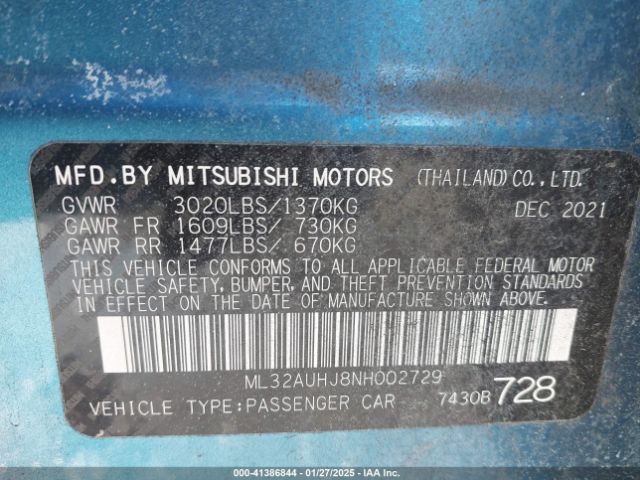 MFD.BY MITSUBISHI MOTORS (THAILAND) CO., LTD.
GVWR 3020LBS/1370KG DEC 2021
GAWR FR 1609LBS/ 730KG
GAWR RR 1477LBS/ 670KG
THIS VEHICLE CONFORMS TO ALL APPLICABLE FEDERAL MOTOR
VEHICLE SAFETY, BUMPER, AND THEFT PREVENTION STANDARDS
IN EFFECT ON THE DATE OF MANUFACTURE SHOWN ABOVE.
ML32AUHJ8NH002729
VEHICLE TYPE:PASSENGER CAR 7430B 728
000-41386844 | 01/27/2025 - IAA Inc.